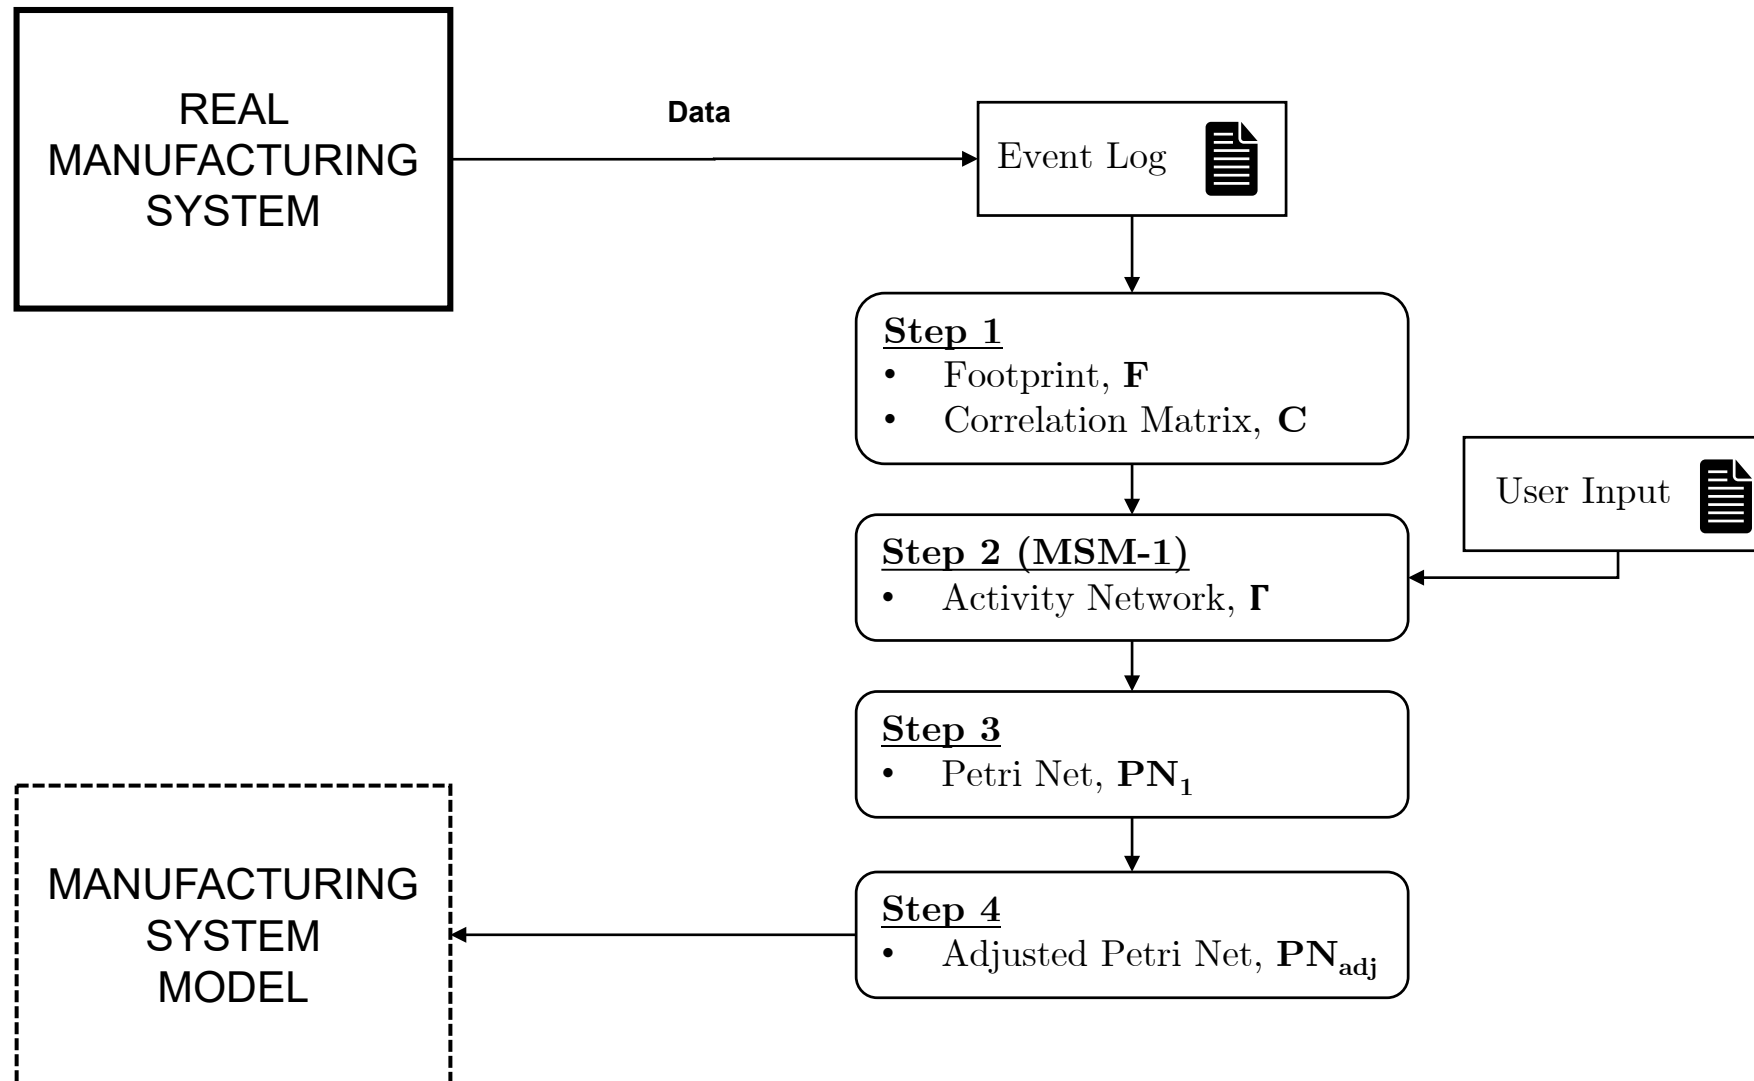 REAL
MANUFACTURING
SYSTEM
Data
Event Log
Step 1
• Footprint, F
• Correlation Matrix, C
User Input
Step 2 (MSM-1)
• Activity Network, Γ
Step 3
• Petri Net, PN₁
MANUFACTURING
SYSTEM
MODEL
Step 4
• Adjusted Petri Net, PN_adj